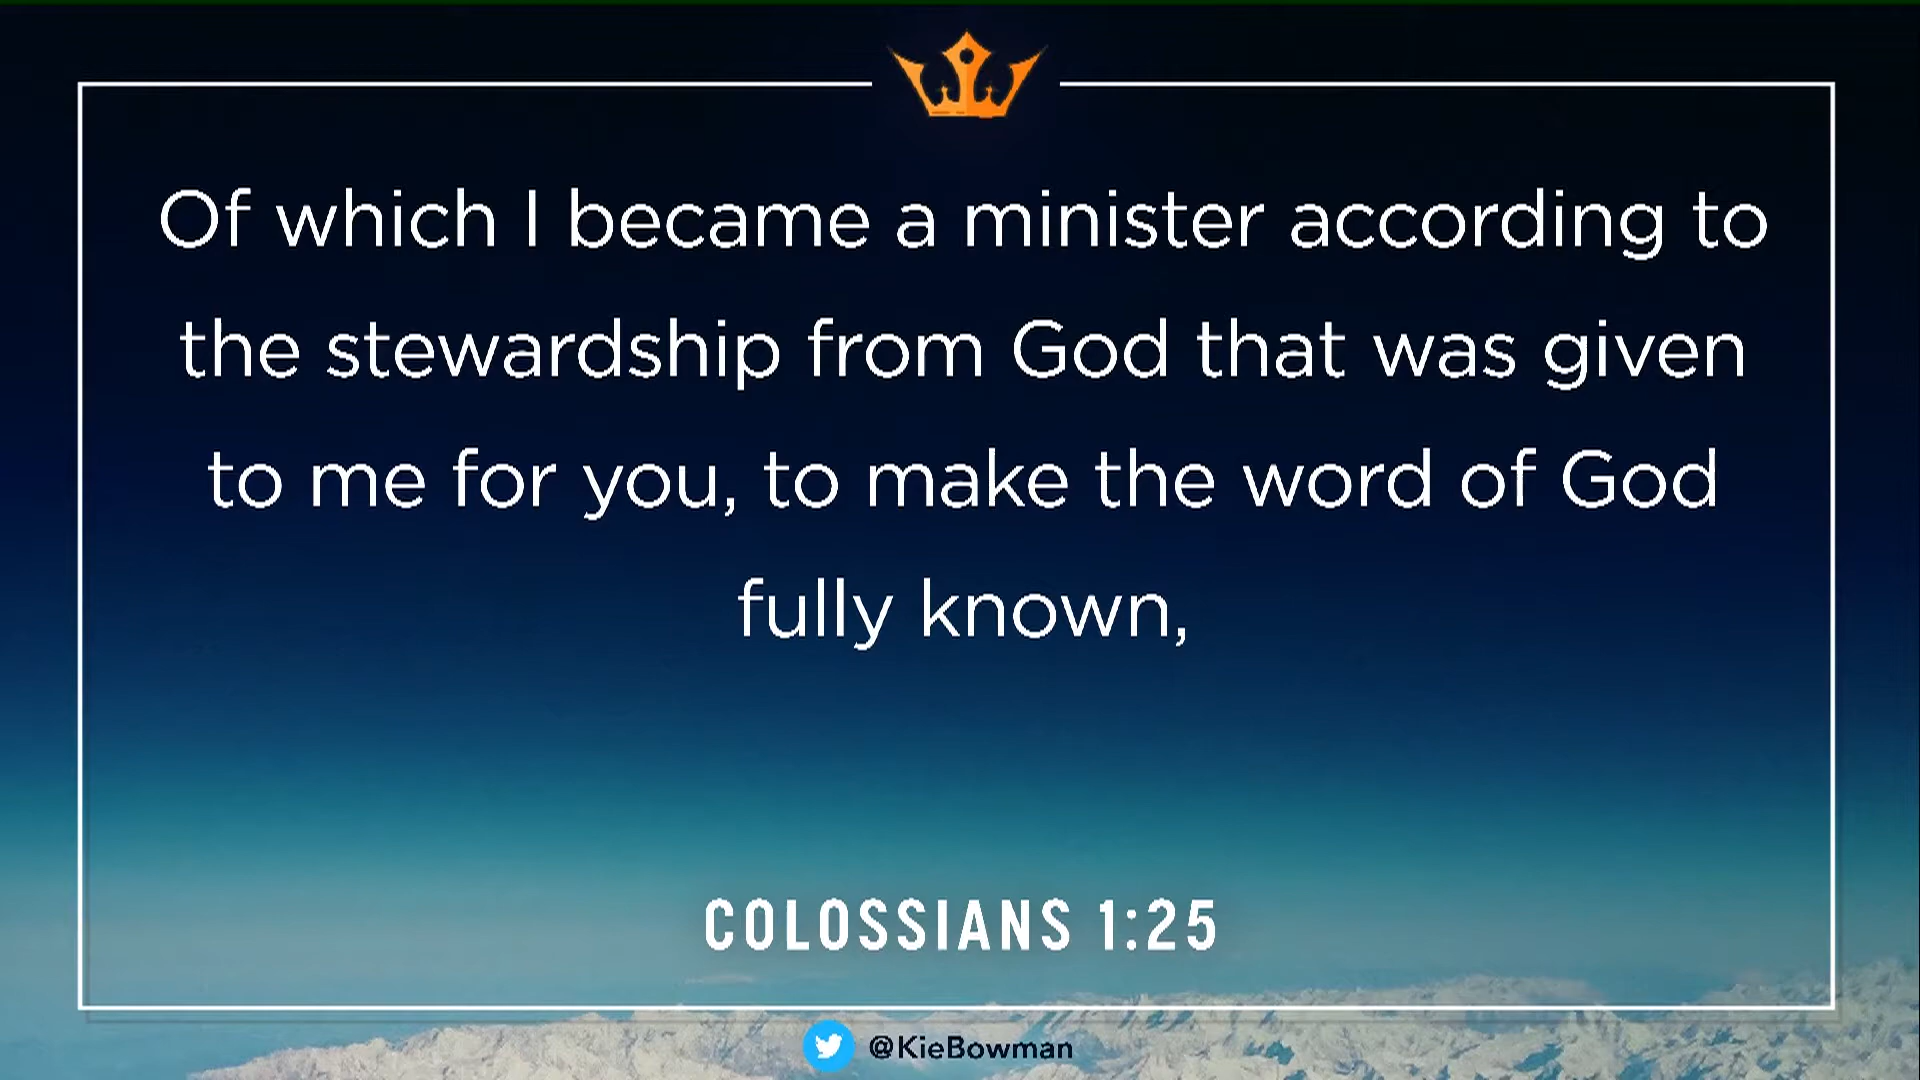 Of which I became a minister according to
the stewardship from God that was given
to me for you, to make the word of God
fully known,
COLOSSIANS 1:25
@KieBowman